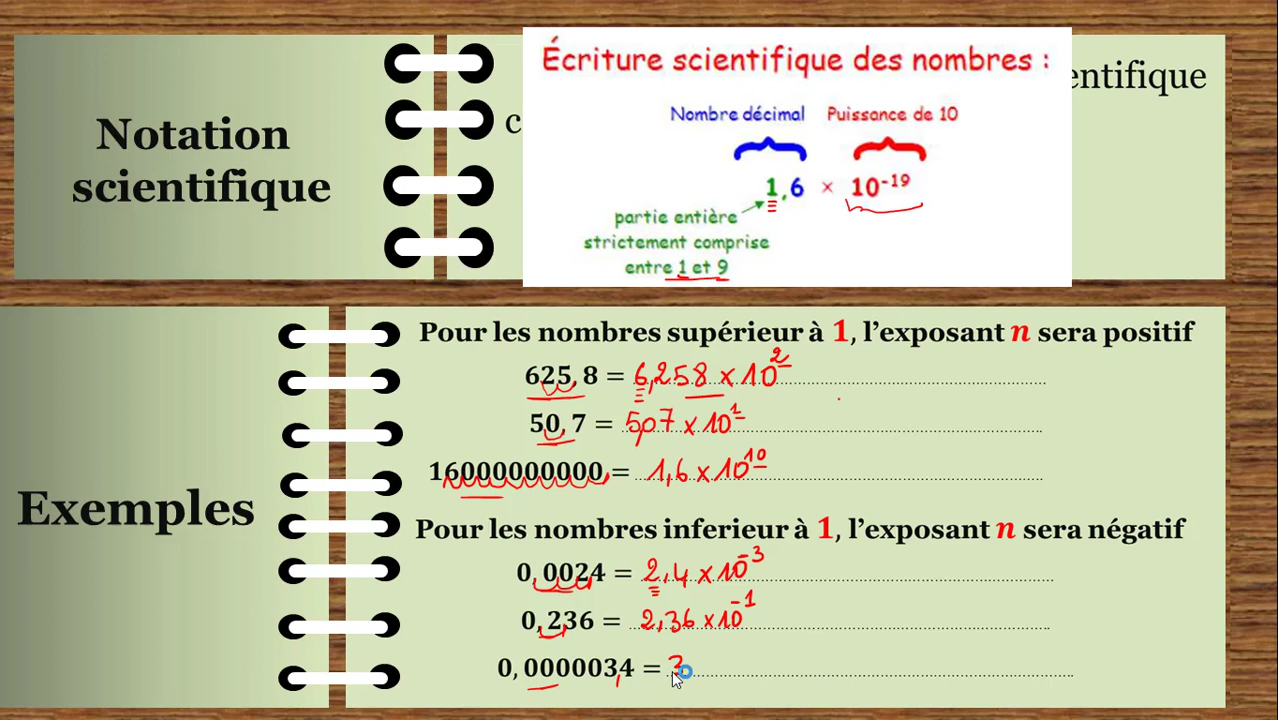 Notation
scientifique
Écriture scientifique des nombres :
entifique
c
Nombre décimal Puissance de 10
1,6 × 10⁻¹⁹
partie entière
strictement comprise
entre 1 et 9
Exemples
Pour les nombres supérieur à 1, l'exposant n sera positif
625,8 = 6,258 × 10²
50,7 = 5,07 × 10¹
16000000000 = 1,6 × 10¹⁰
Pour les nombres inferieur à 1, l'exposant n sera négatif
0,0024 = 2,4 × 10⁻³
0,236 = 2,36 × 10⁻¹
0,0000034 = 3